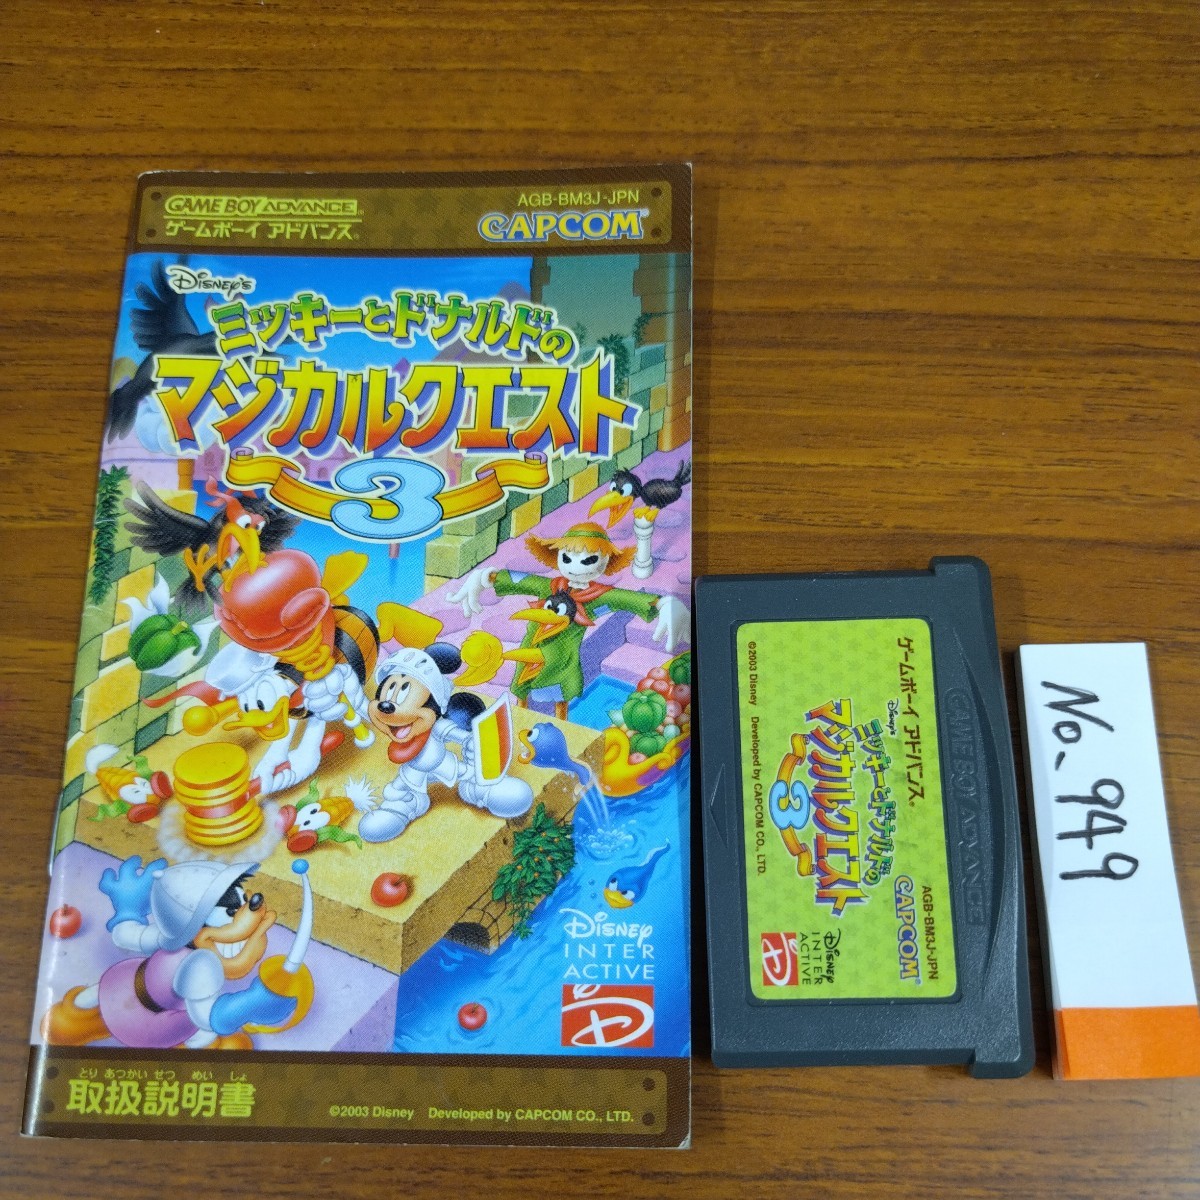 GAME BOY ADVANCE
ゲームボーイ アドバンス
AGB-BM3J-JPN
CAPCOM
Disney's
ミッキーとドナルドの
マジカルクエスト
3
Disney
INTER
ACTIVE
D
とり あつかい せつ めい しょ
取扱説明書
©2003 Disney Developed by CAPCOM CO., LTD.
GAME BOY ADVANCE
ゲームボーイ アドバンス
Disney's
ミッキーとドナルドの
マジカルクエスト
3
©2003 Disney Developed by CAPCOM CO., LTD.
AGB-BM3J-JPN
CAPCOM
Disney
INTER
ACTIVE
D
No. 949